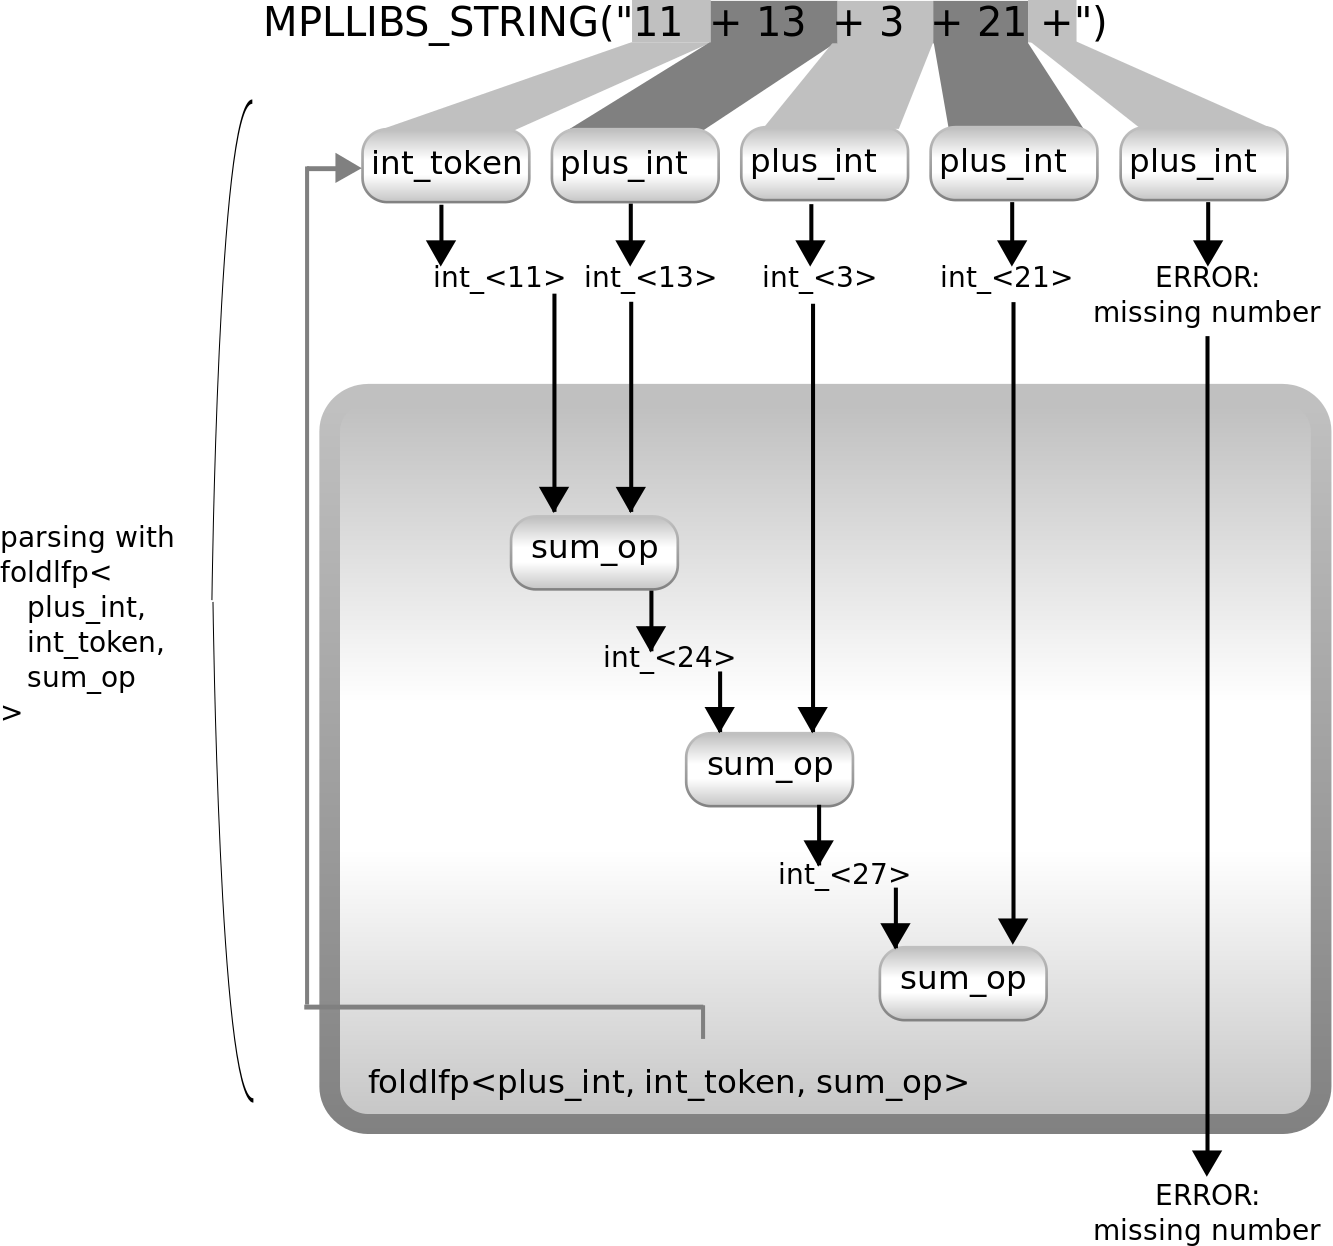 MPLLIBS_STRING("11 + 13 + 3 + 21 +")
int_token plus_int plus_int plus_int plus_int
int_<11> int_<13> int_<3> int_<21> ERROR:
missing number
parsing with
foldlfp<
plus_int,
int_token,
sum_op
>
sum_op
int_<24>
sum_op
int_<27>
sum_op
foldlfp<plus_int, int_token, sum_op>
ERROR:
missing number